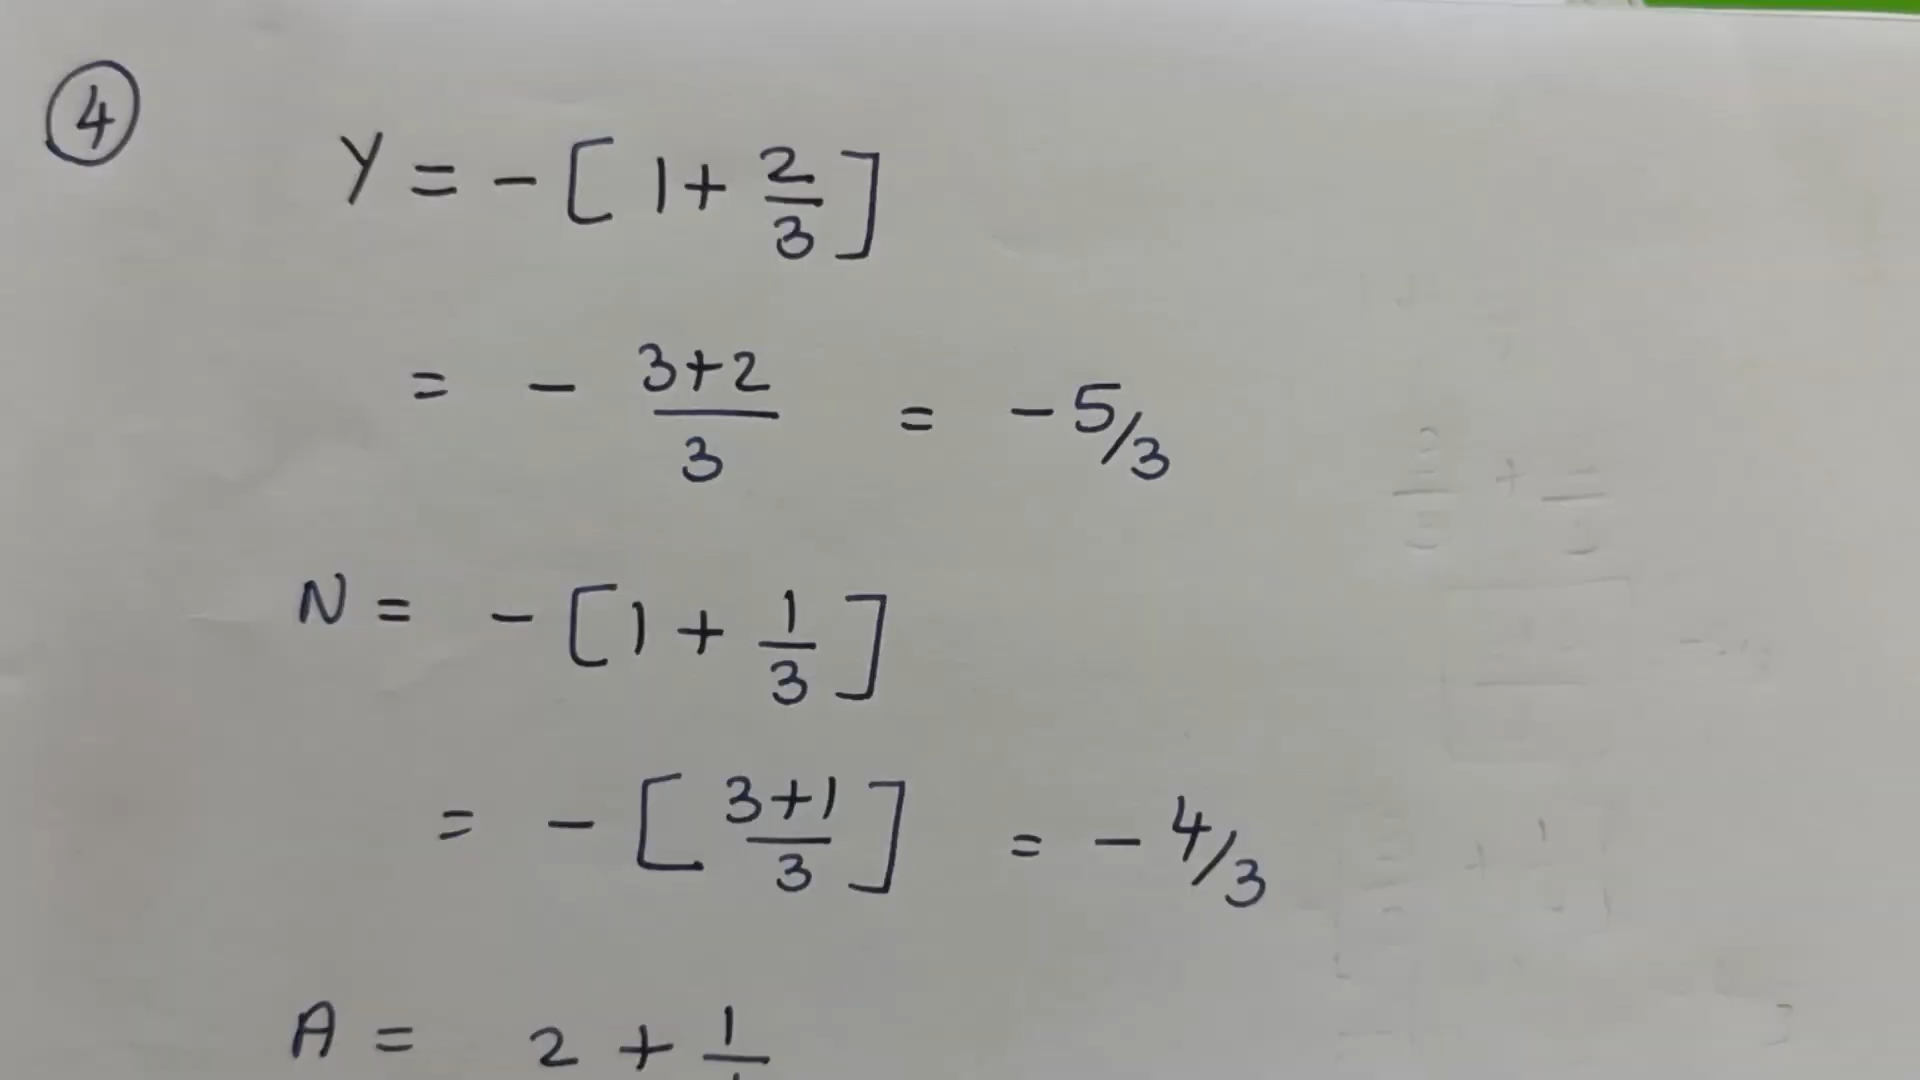 ④
Y = - [ 1 + 2/3 ]
= - 3+2/3 = - 5/3
N = - [ 1 + 1/3 ]
= - [ 3+1/3 ] = - 4/3
A = 2 + 1/